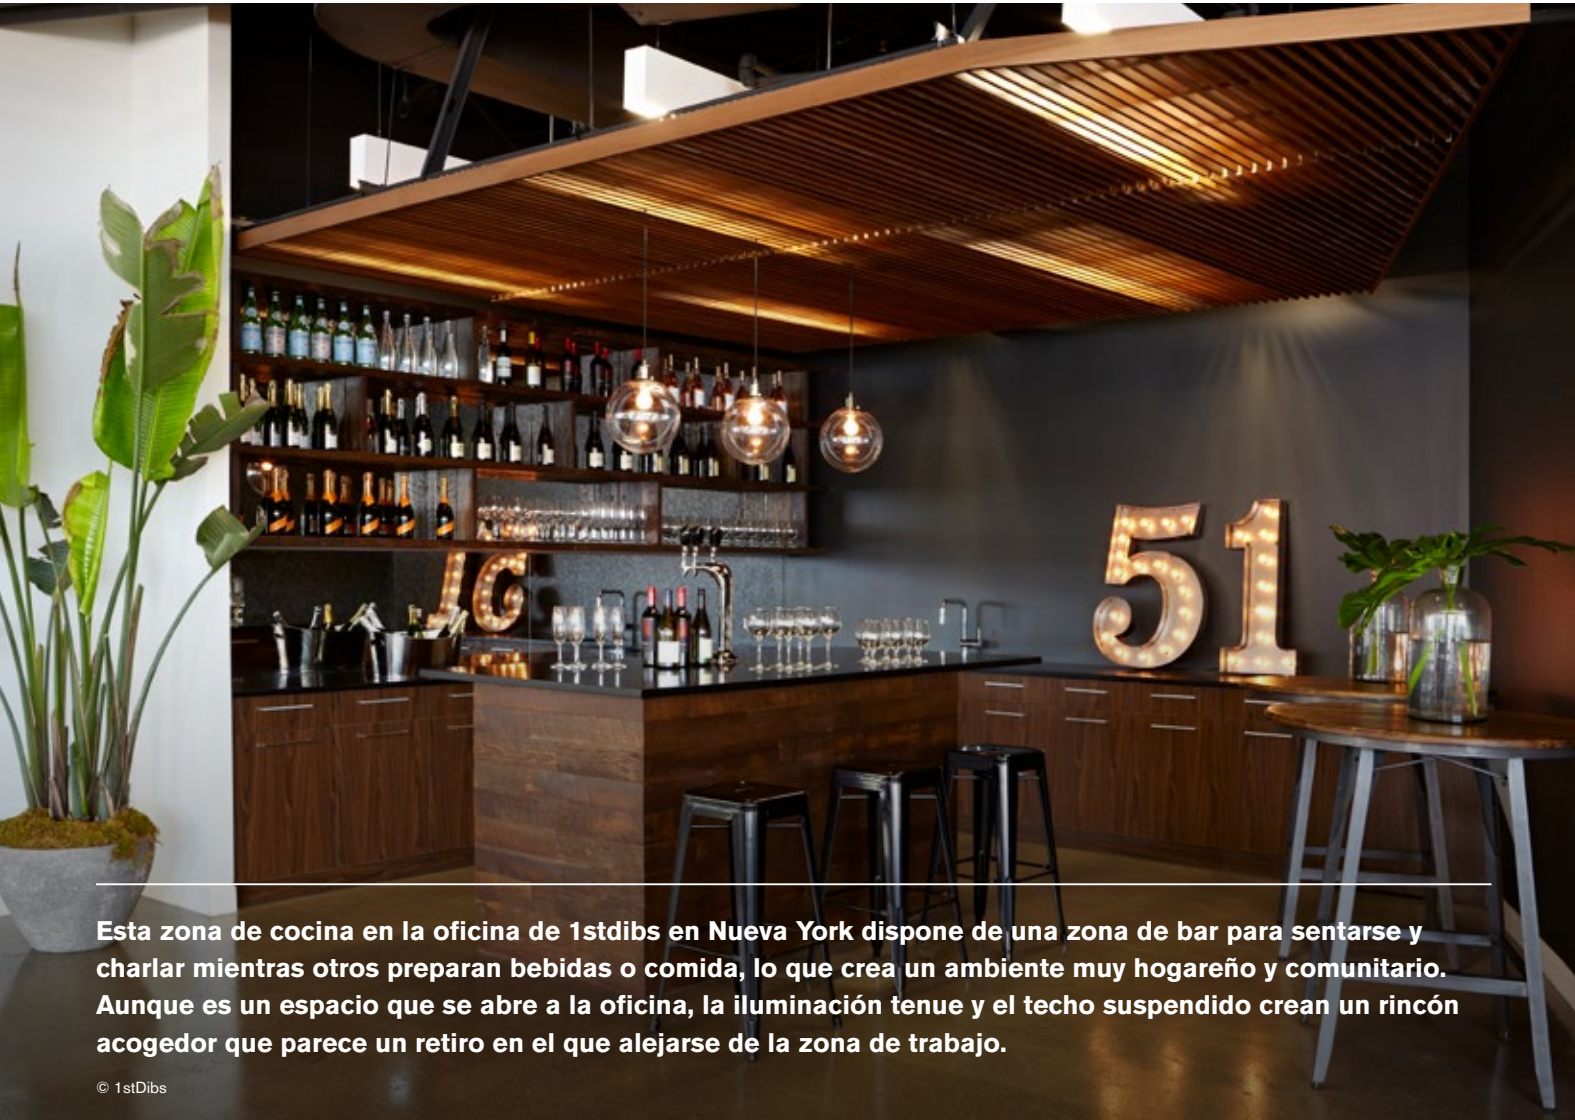 16
51
Esta zona de cocina en la oficina de 1stdibs en Nueva York dispone de una zona de bar para sentarse y
charlar mientras otros preparan bebidas o comida, lo que crea un ambiente muy hogareño y comunitario.
Aunque es un espacio que se abre a la oficina, la iluminación tenue y el techo suspendido crean un rincón
acogedor que parece un retiro en el que alejarse de la zona de trabajo.
© 1stDibs